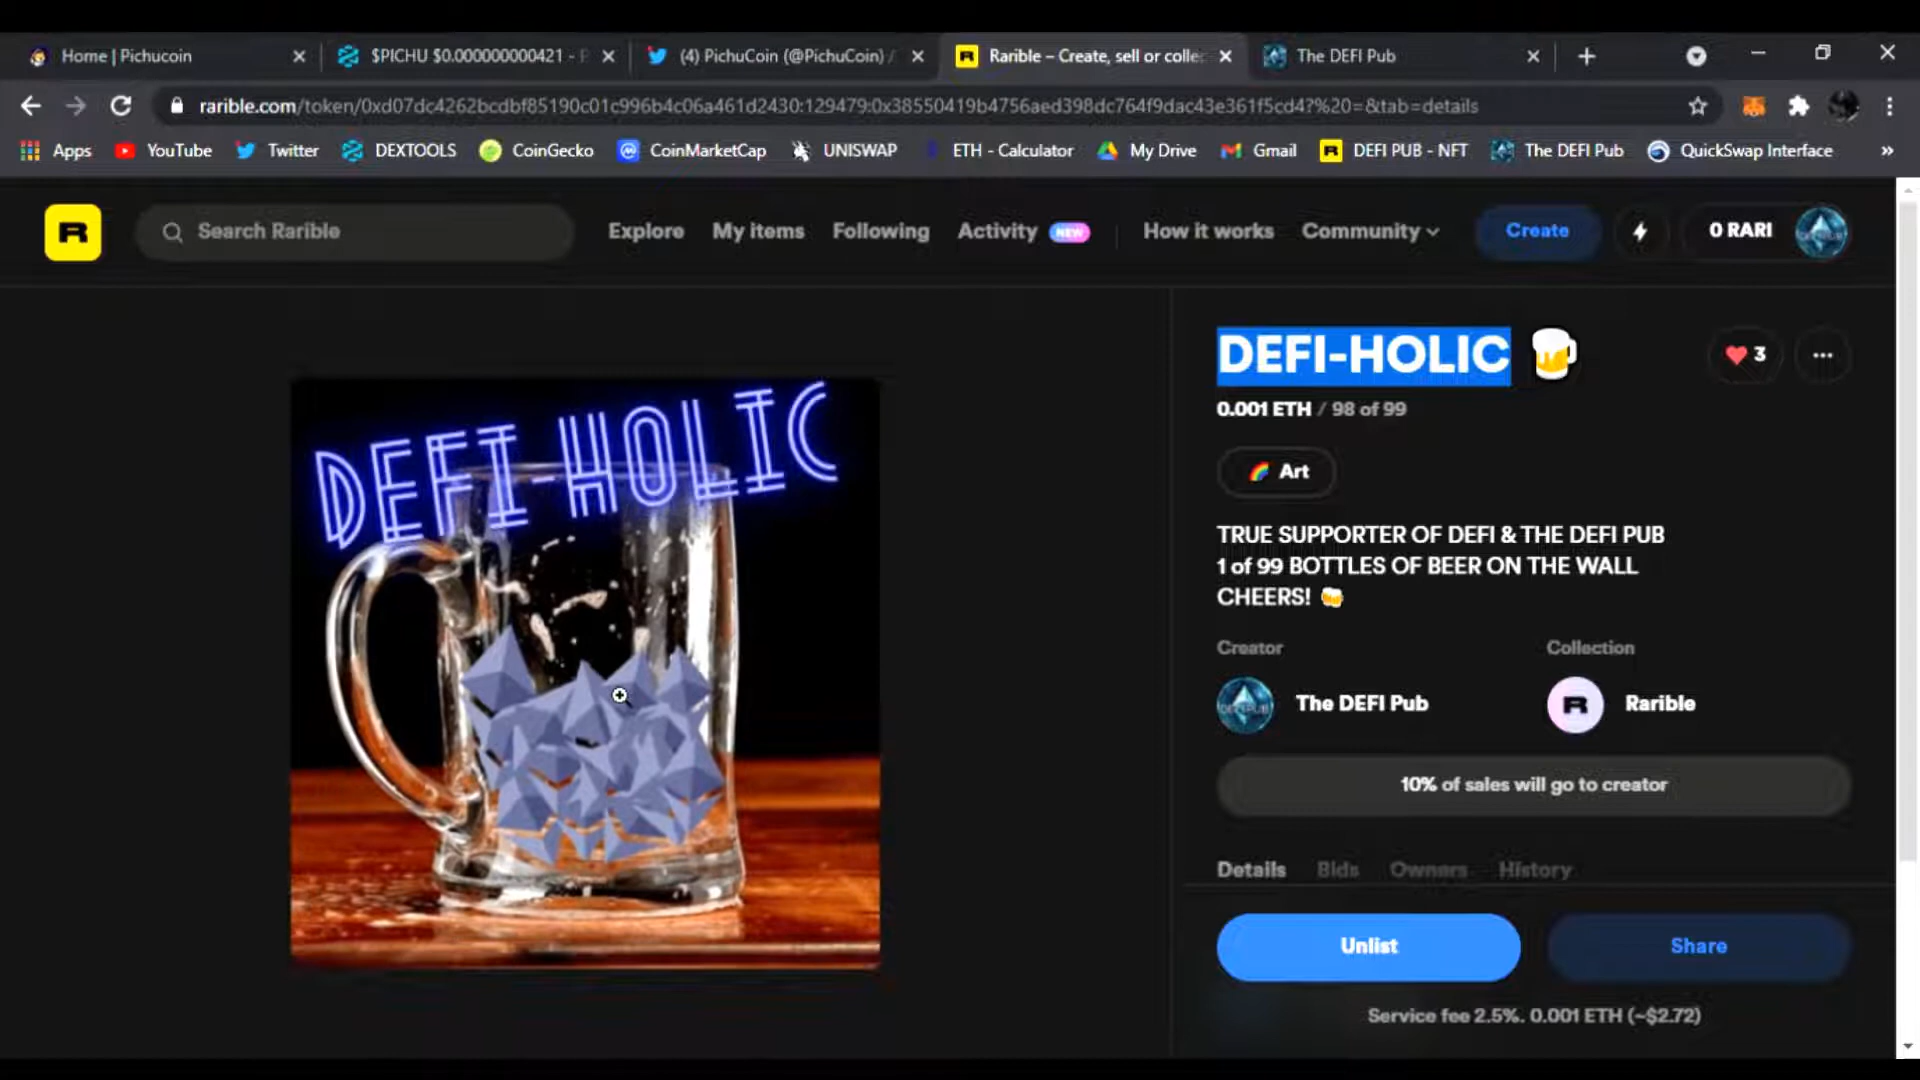 Home | Pichucoin
$PICHU $0.000000000421 - P
(4) PichuCoin (@PichuCoin) /
Rarible – Create, sell or collec
The DEFI Pub
rarible.com/token/0xd07dc4262bcdbf85190c01c996b4c06a461d2430:129479:0x38550419b4756aed398dc764f9dac43e361f5cd4?%20=&tab=details
Apps YouTube Twitter DEXTOOLS CoinGecko CoinMarketCap UNISWAP ETH - Calculator My Drive Gmail DEFI PUB - NFT The DEFI Pub QuickSwap Interface »
R Search Rarible Explore My items Following Activity NEW How it works Community Create 0 RARI
DEFI-HOLIC
DEFI-HOLIC 🍺
3
0.001 ETH / 98 of 99
🌈 Art
TRUE SUPPORTER OF DEFI & THE DEFI PUB
1 of 99 BOTTLES OF BEER ON THE WALL
CHEERS! 🍻
Creator Collection
The DEFI Pub R Rarible
10% of sales will go to creator
Details Bids Owners History
Unlist Share
Service fee 2.5%. 0.001 ETH (~$2.72)